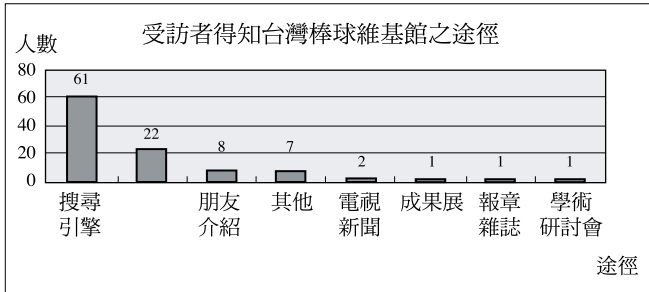 受訪者得知台灣棒球維基館之途徑
人數
80
60
40
20
0
61
22
8
7
2
1
1
1
搜尋
引擎
朋友
介紹
其他
電視
新聞
成果展
報章
雜誌
學術
研討會
途徑